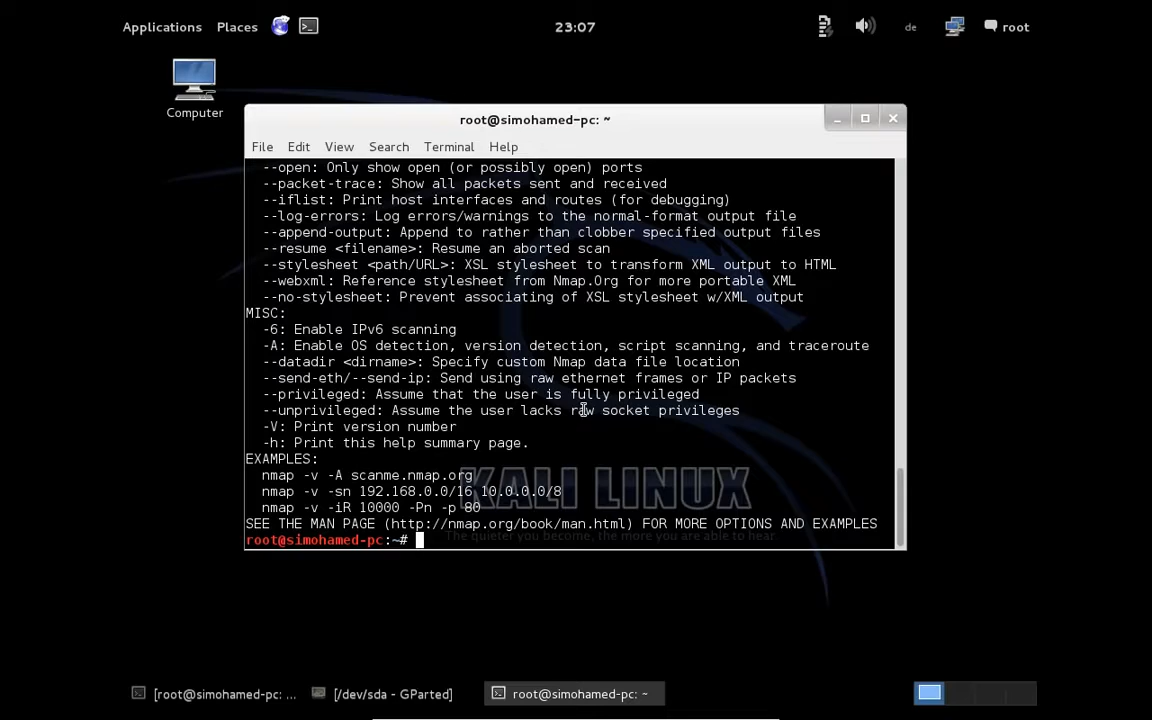 Applications Places 23:07 de root
Computer
root@simohamed-pc: ~
File Edit View Search Terminal Help
--open: Only show open (or possibly open) ports
--packet-trace: Show all packets sent and received
--iflist: Print host interfaces and routes (for debugging)
--log-errors: Log errors/warnings to the normal-format output file
--append-output: Append to rather than clobber specified output files
--resume <filename>: Resume an aborted scan
--stylesheet <path/URL>: XSL stylesheet to transform XML output to HTML
--webxml: Reference stylesheet from Nmap.Org for more portable XML
--no-stylesheet: Prevent associating of XSL stylesheet w/XML output
MISC:
-6: Enable IPv6 scanning
-A: Enable OS detection, version detection, script scanning, and traceroute
--datadir <dirname>: Specify custom Nmap data file location
--send-eth/--send-ip: Send using raw ethernet frames or IP packets
--privileged: Assume that the user is fully privileged
--unprivileged: Assume the user lacks raw socket privileges
-V: Print version number
-h: Print this help summary page.
EXAMPLES:
nmap -v -A scanme.nmap.org
nmap -v -sn 192.168.0.0/16 10.0.0.0/8
nmap -v -iR 10000 -Pn -p 80
KALI LINUX
SEE THE MAN PAGE (http://nmap.org/book/man.html) FOR MORE OPTIONS AND EXAMPLES
root@simohamed-pc:~#
The quieter you become, the more you are able to hear
[root@simohamed-pc: ... [/dev/sda - GParted] root@simohamed-pc: ~